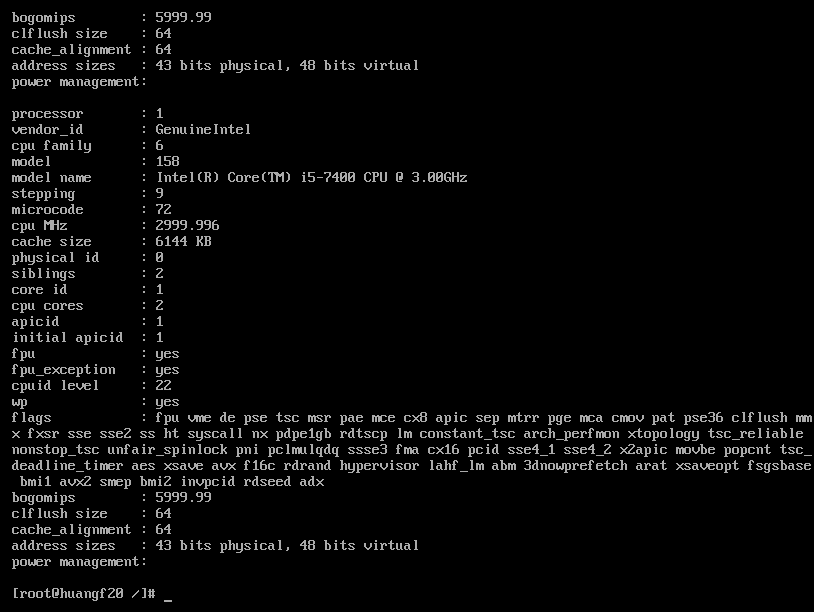 bogomips        : 5999.99
clflush size    : 64
cache_alignment : 64
address sizes   : 43 bits physical, 48 bits virtual
power management:

processor       : 1
vendor_id       : GenuineIntel
cpu family      : 6
model           : 158
model name      : Intel(R) Core(TM) i5-7400 CPU @ 3.00GHz
stepping        : 9
microcode       : 72
cpu MHz         : 2999.996
cache size      : 6144 KB
physical id     : 0
siblings        : 2
core id         : 1
cpu cores       : 2
apicid          : 1
initial apicid  : 1
fpu             : yes
fpu_exception   : yes
cpuid level     : 22
wp              : yes
flags           : fpu vme de pse tsc msr pae mce cx8 apic sep mtrr pge mca cmov pat pse36 clflush mm
x fxsr sse sse2 ss ht syscall nx pdpe1gb rdtscp lm constant_tsc arch_perfmon xtopology tsc_reliable
nonstop_tsc unfair_spinlock pni pclmulqdq ssse3 fma cx16 pcid sse4_1 sse4_2 x2apic movbe popcnt tsc_
deadline_timer aes xsave avx f16c rdrand hypervisor lahf_lm abm 3dnowprefetch arat xsaveopt fsgsbase
 bmi1 avx2 smep bmi2 invpcid rdseed adx
bogomips        : 5999.99
clflush size    : 64
cache_alignment : 64
address sizes   : 43 bits physical, 48 bits virtual
power management:

[root@huangf20 /]# _